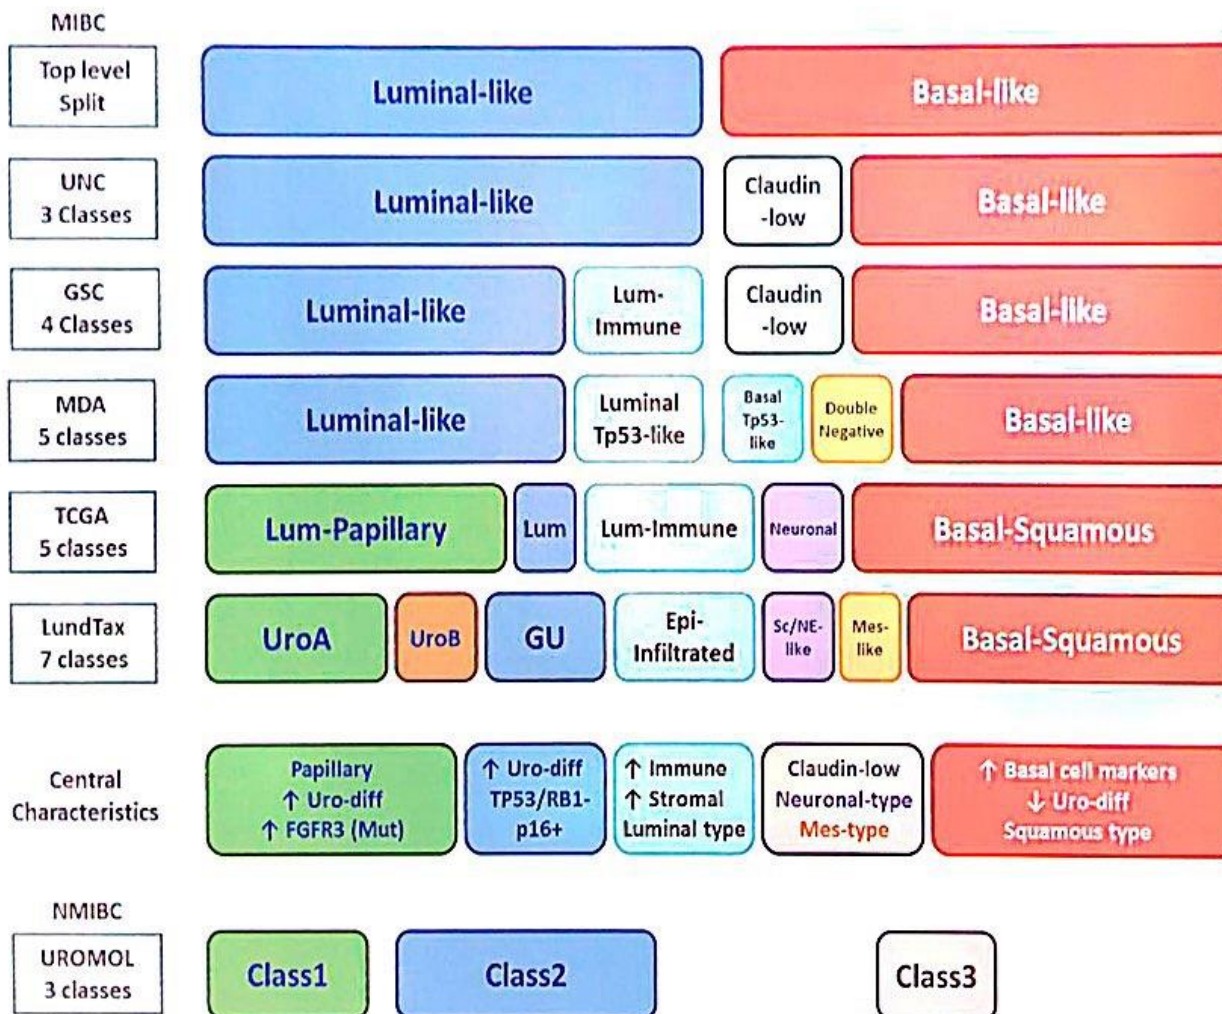 MIBC
Top level
Split
Luminal-like
Basal-like
UNC
3 Classes
Luminal-like
Claudin
-low
Basal-like
GSC
4 Classes
Luminal-like
Lum-
Immune
Claudin
-low
Basal-like
MDA
5 classes
Luminal-like
Luminal
Tp53-like
Basal
Tp53-
like
Double
Negative
Basal-like
TCGA
5 classes
Lum-Papillary
Lum
Lum-Immune
Neuronal
Basal-Squamous
LundTax
7 classes
UroA
UroB
GU
Epi-
Infiltrated
Sc/NE-
like
Mes-
like
Basal-Squamous
Central
Characteristics
Papillary
↑ Uro-diff
↑ FGFR3 (Mut)
↑ Uro-diff
TP53/RB1-
p16+
↑ Immune
↑ Stromal
Luminal type
Claudin-low
Neuronal-type
Mes-type
↑ Basal cell markers
↓ Uro-diff
Squamous type
NMIBC
UROMOL
3 classes
Class1
Class2
Class3